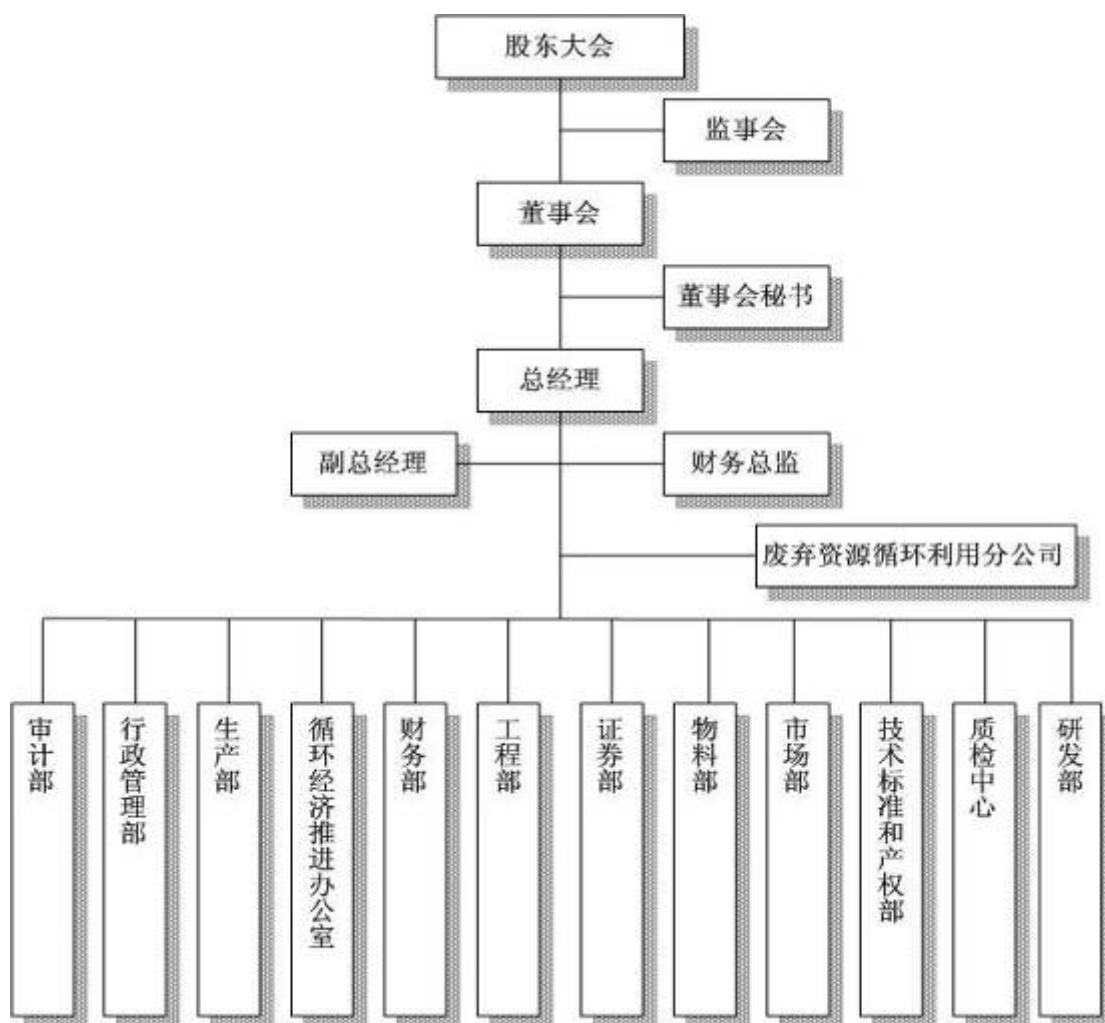 股东大会
监事会
董事会
董事会秘书
总经理
副总经理
财务总监
废弃资源循环利用分公司
审计部
行政管理部
生产部
循环经济推进办公室
财务部
工程部
证券部
物料部
市场部
技术标准和产权部
质检中心
研发部